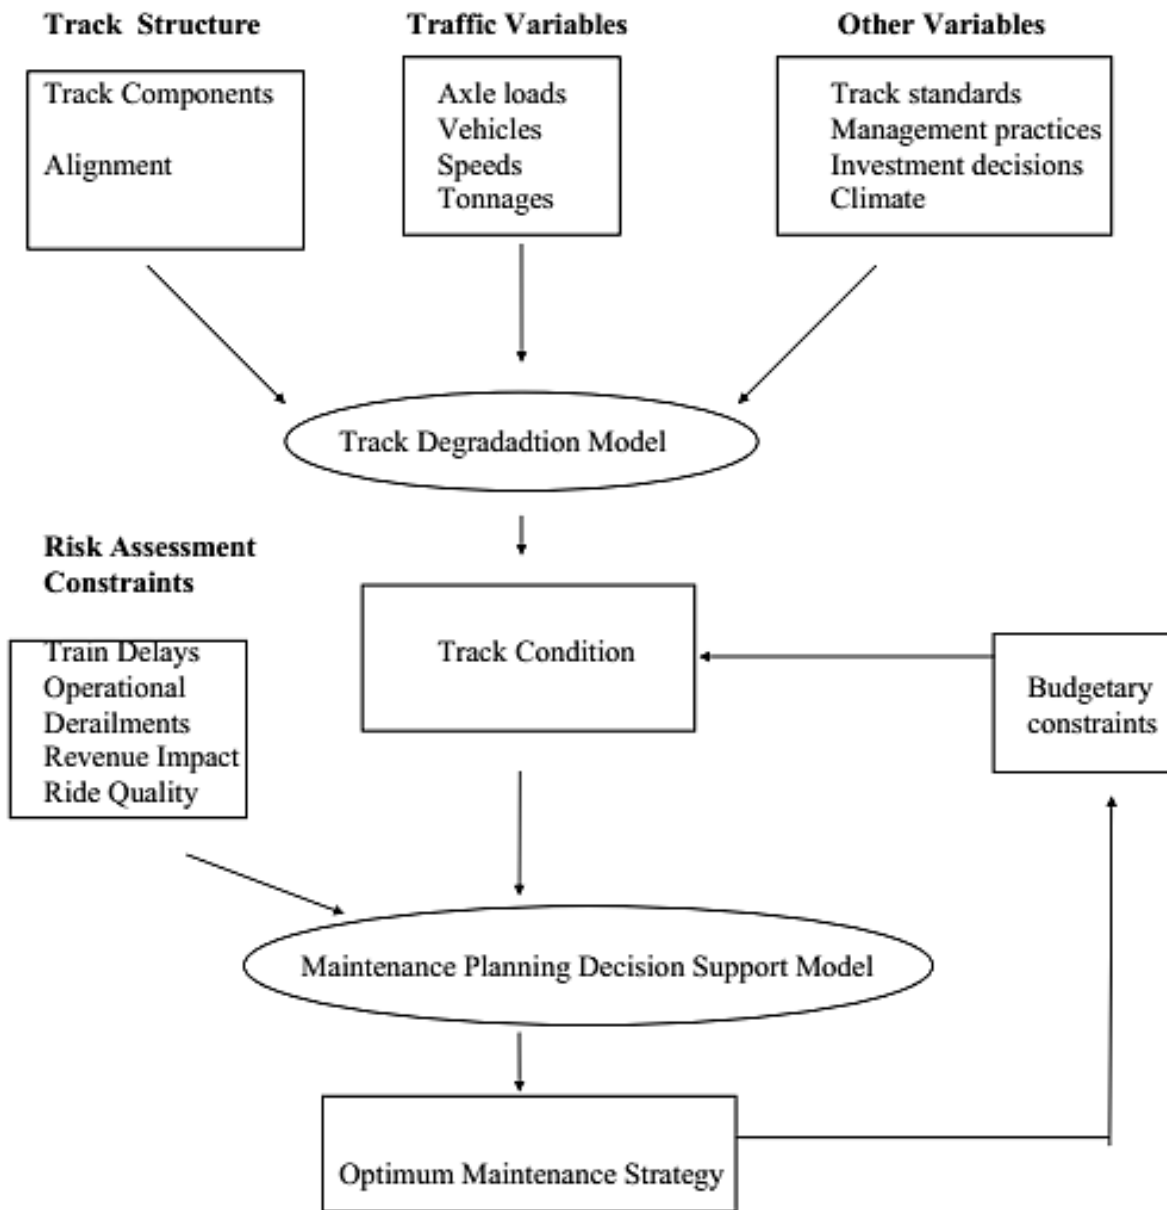 Track Structure
Traffic Variables
Other Variables
Track Components
Alignment
Axle loads
Vehicles
Speeds
Tonnages
Track standards
Management practices
Investment decisions
Climate
Track Degradadtion Model
Risk Assessment
Constraints
Train Delays
Operational
Derailments
Revenue Impact
Ride Quality
Track Condition
Budgetary
constraints
Maintenance Planning Decision Support Model
Optimum Maintenance Strategy